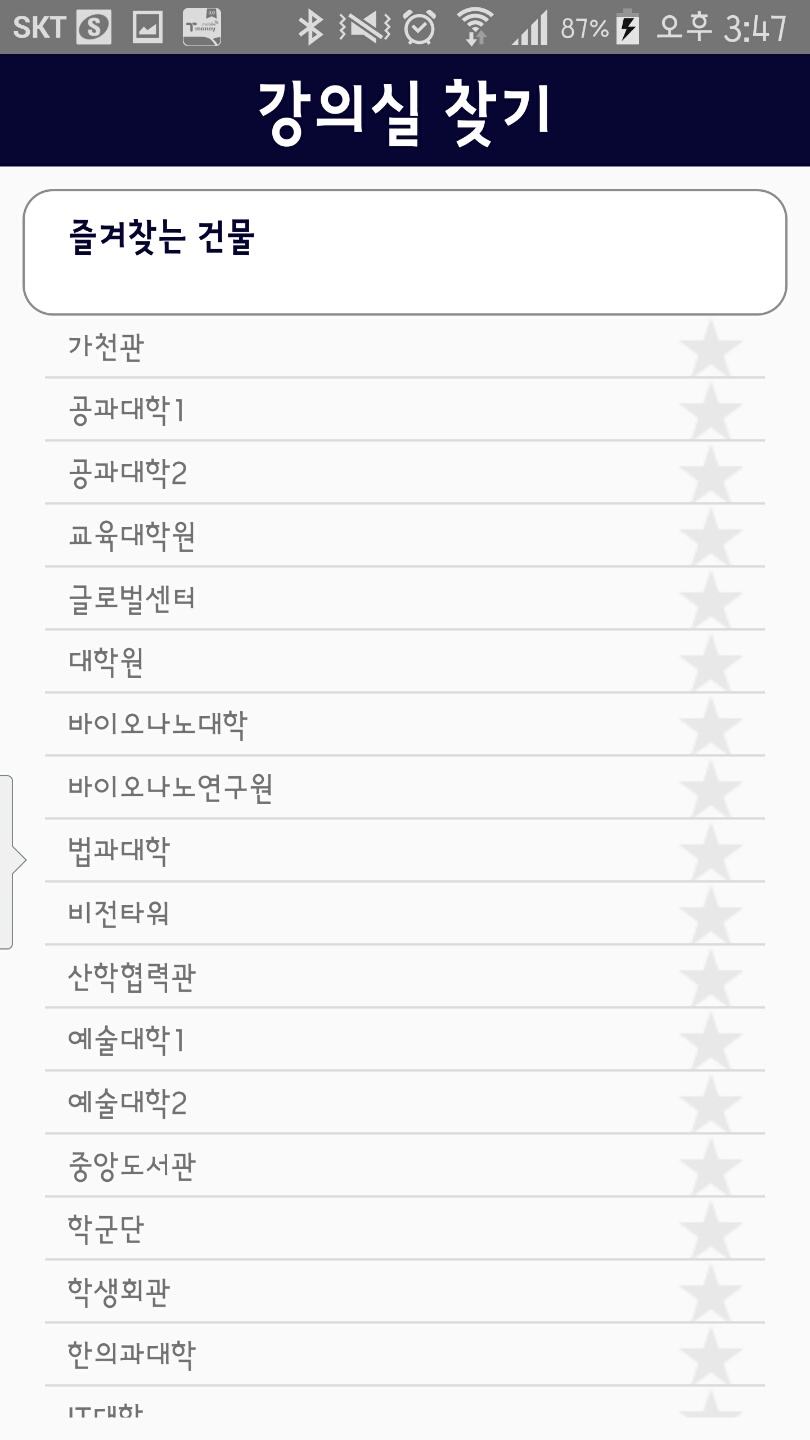 SKT 87% 오후 3:47
강의실 찾기
즐겨찾는 건물
가천관
공과대학1
공과대학2
교육대학원
글로벌센터
대학원
바이오나노대학
바이오나노연구원
법과대학
비전타워
산학협력관
예술대학1
예술대학2
중앙도서관
학군단
학생회관
한의과대학
IT대학